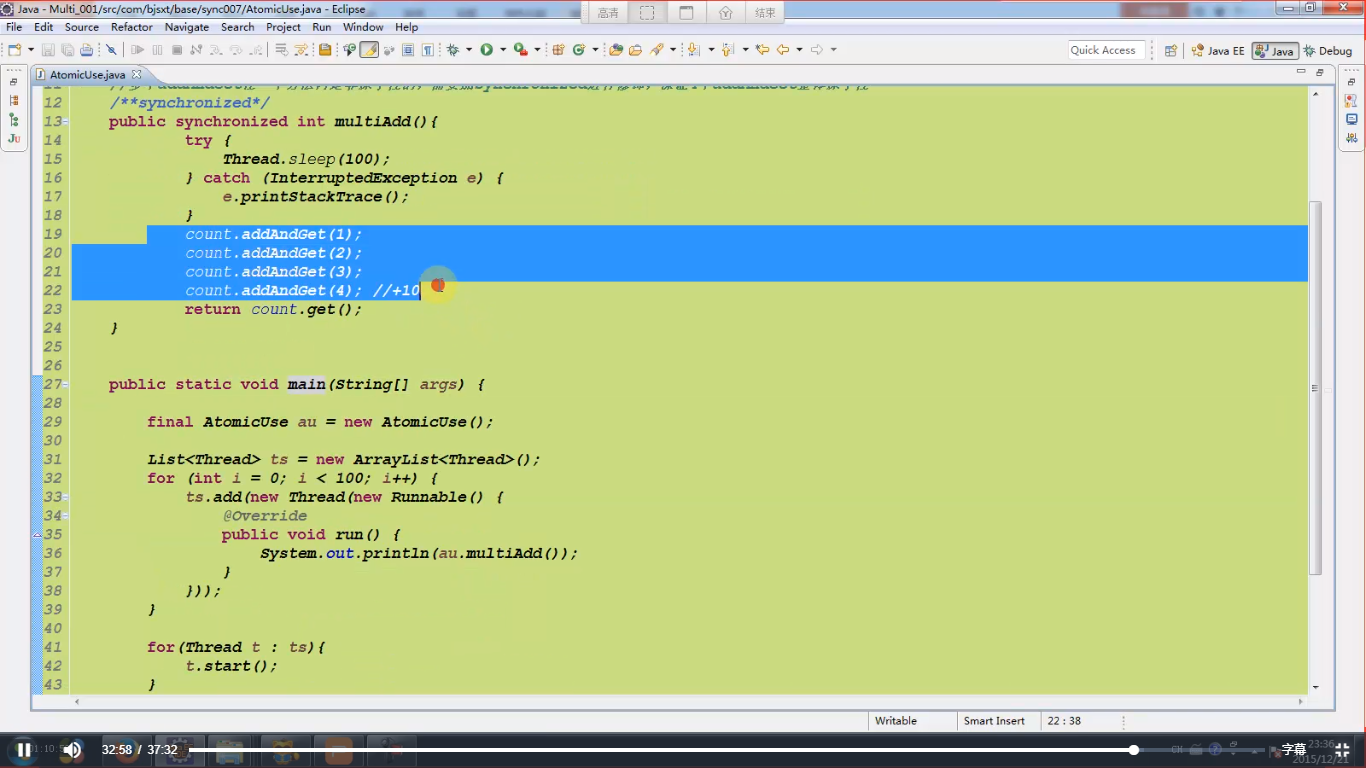 Java - Multi_001/src/com/bjsxt/base/sync007/AtomicUse.java - Eclipse
高清
结束
File Edit Source Refactor Navigate Search Project Run Window Help
Quick Access
Java EE
Java
Debug
AtomicUse.java
12 /**synchronized*/
13 public synchronized int multiAdd(){
14 try {
15 Thread.sleep(100);
16 } catch (InterruptedException e) {
17 e.printStackTrace();
18 }
19 count.addAndGet(1);
20 count.addAndGet(2);
21 count.addAndGet(3);
22 count.addAndGet(4); //+10
23 return count.get();
24 }
25
26
27 public static void main(String[] args) {
28
29 final AtomicUse au = new AtomicUse();
30
31 List<Thread> ts = new ArrayList<Thread>();
32 for (int i = 0; i < 100; i++) {
33 ts.add(new Thread(new Runnable() {
34 @Override
35 public void run() {
36 System.out.println(au.multiAdd());
37 }
38 }));
39 }
40
41 for(Thread t : ts){
42 t.start();
43 }
Ju
Writable
Smart Insert
22 : 38
32:58 / 37:32
CH
字幕
23:36
2015/12/21